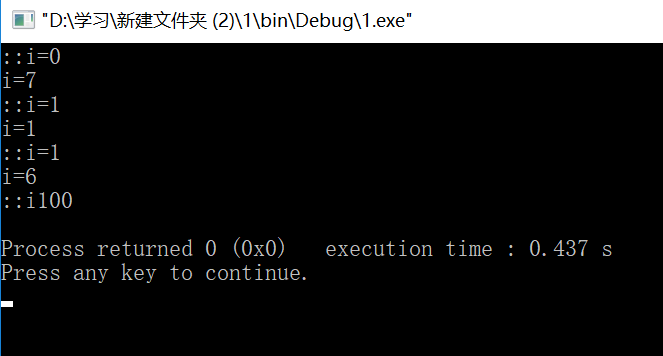 "D:\学习\新建文件夹 (2)\1\bin\Debug\1.exe"
::i=0
i=7
::i=1
i=1
::i=1
i=6
::i100
Process returned 0 (0x0)   execution time : 0.437 s
Press any key to continue.